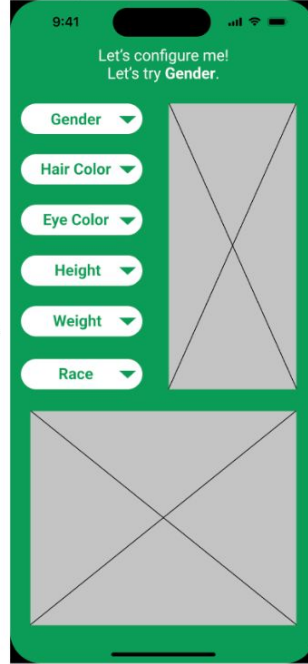 9:41
Let's configure me!
Let's try Gender.
Gender
Hair Color
Eye Color
Height
Weight
Race